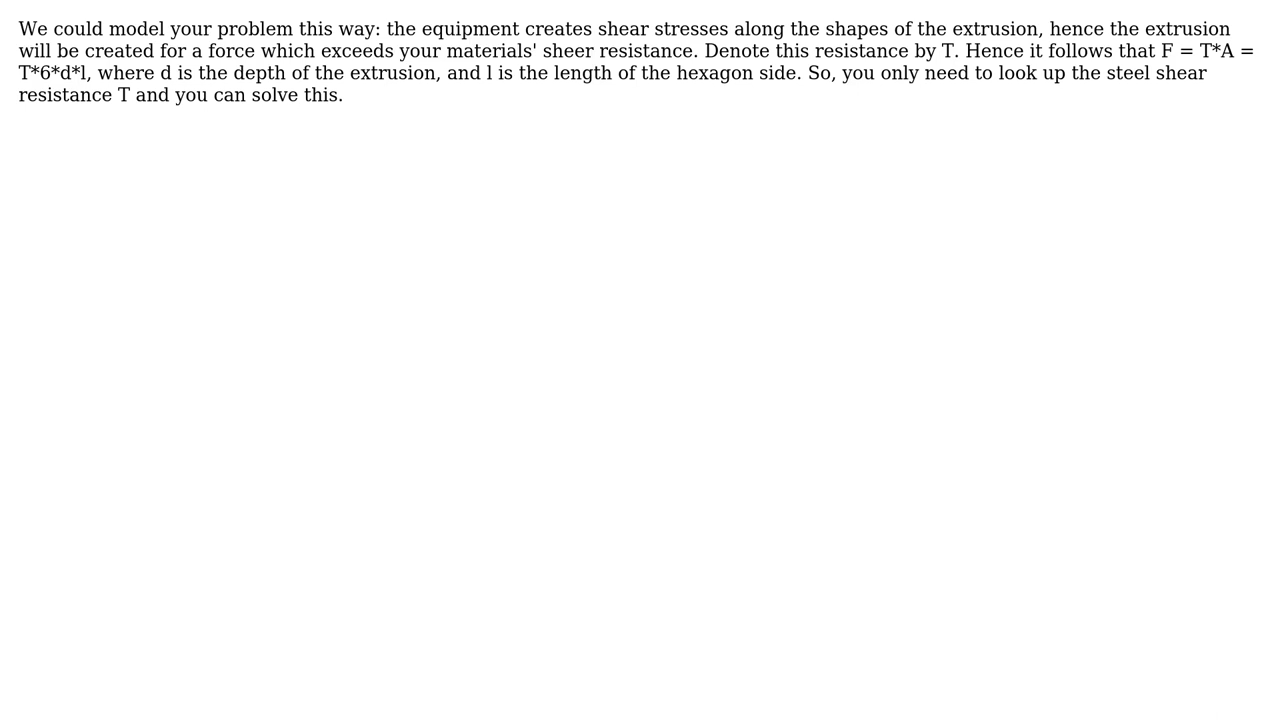 We could model your problem this way: the equipment creates shear stresses along the shapes of the extrusion, hence the extrusion
will be created for a force which exceeds your materials' sheer resistance. Denote this resistance by T. Hence it follows that F = T*A =
T*6*d*l, where d is the depth of the extrusion, and l is the length of the hexagon side. So, you only need to look up the steel shear
resistance T and you can solve this.